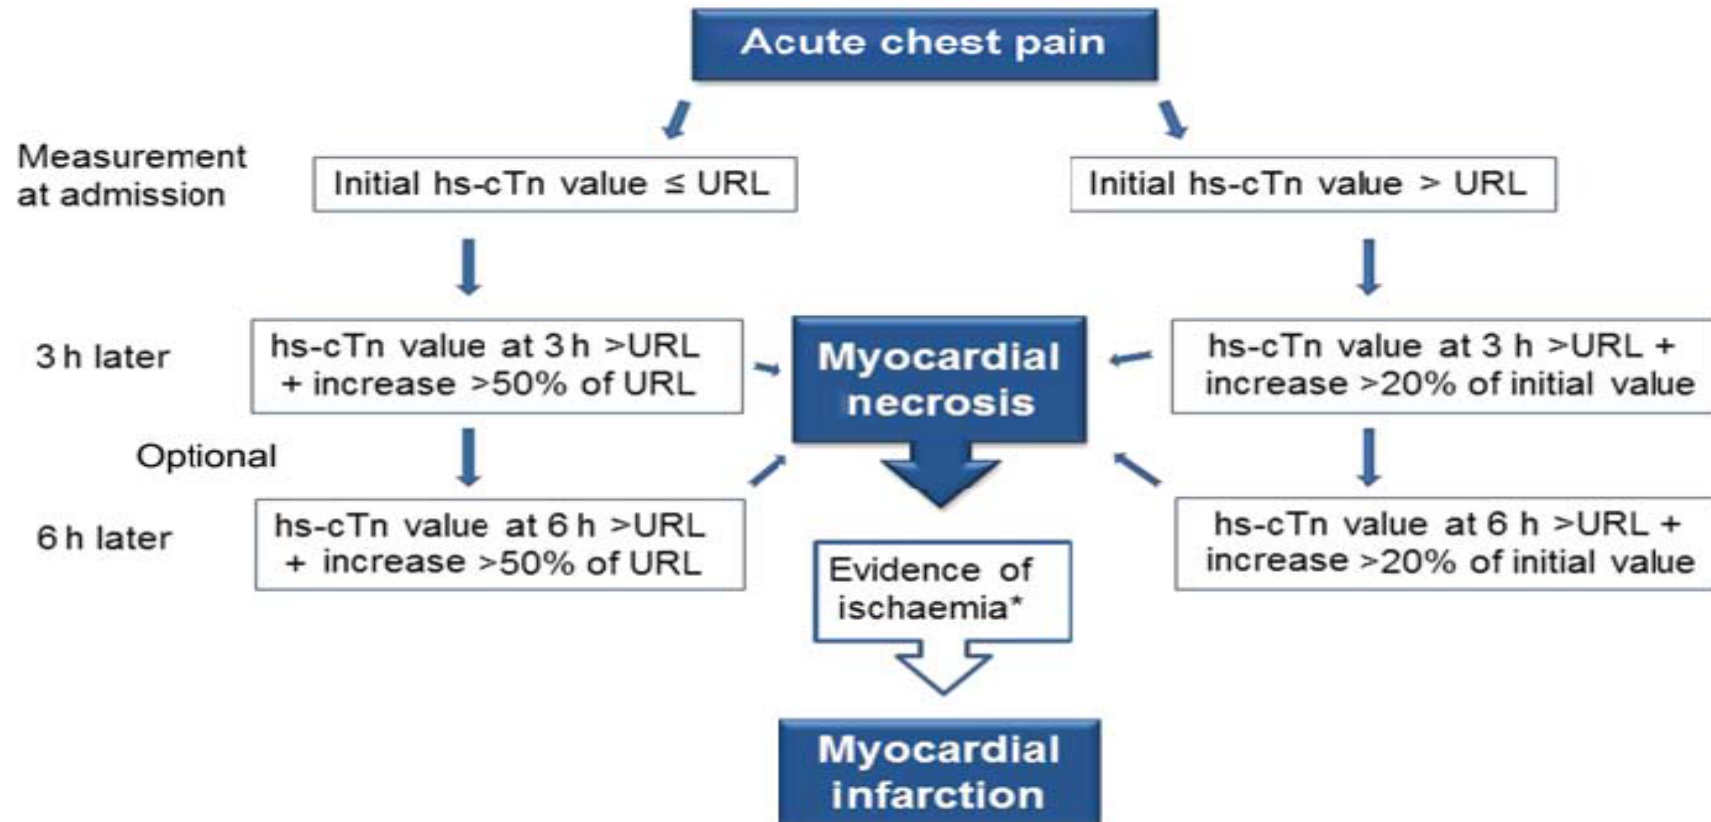 Acute chest pain
Measurement
at admission
Initial hs-cTn value ≤ URL
Initial hs-cTn value > URL
3 h later
hs-cTn value at 3 h >URL
+ increase >50% of URL
Myocardial
necrosis
hs-cTn value at 3 h >URL +
increase >20% of initial value
Optional
6 h later
hs-cTn value at 6 h >URL
+ increase >50% of URL
Evidence of
ischaemia*
hs-cTn value at 6 h >URL +
increase >20% of initial value
Myocardial
infarction